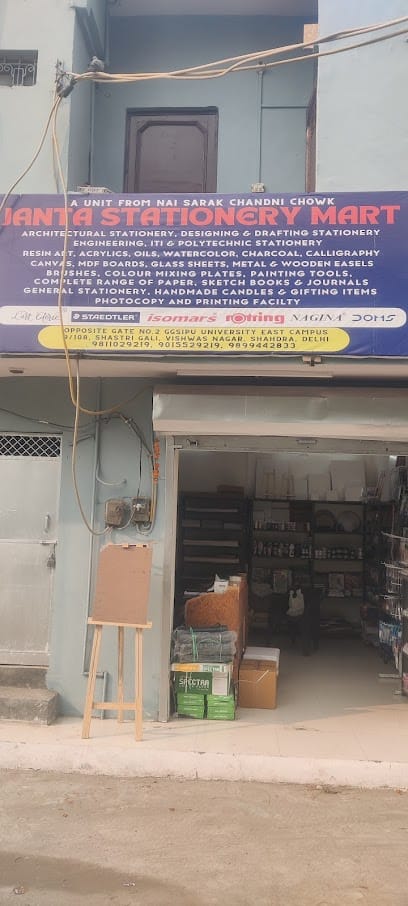 A UNIT FROM NAI SARAK CHANDNI CHOWK
JANTA STATIONERY MART
ARCHITECTURAL STATIONERY, DESIGNING & DRAFTING STATIONERY
ENGINEERING, ITI & POLYTECHNIC STATIONERY
RESIN ART, ACRYLICS, OILS, WATERCOLOR, CHARCOAL, CALLIGRAPHY
CANVAS, MDF BOARDS, GLASS SHEETS, METAL & WOODEN EASELS
BRUSHES, COLOUR MIXING PLATES, PAINTING TOOLS,
COMPLETE RANGE OF PAPER, SKETCH BOOKS & JOURNALS
GENERAL STATIONERY, HANDMADE CANDLES & GIFTING ITEMS
PHOTOCOPY AND PRINTING FACILTY
STAEDTLER isomars rotring NAGINA DOMS
OPPOSITE GATE NO.2 GGSIPU UNIVERSITY EAST CAMPUS
9/108, SHASTRI GALI, VISHWAS NAGAR, SHAHDRA, DELHI
9811029219, 9015529219, 9899442833
SPECTRA